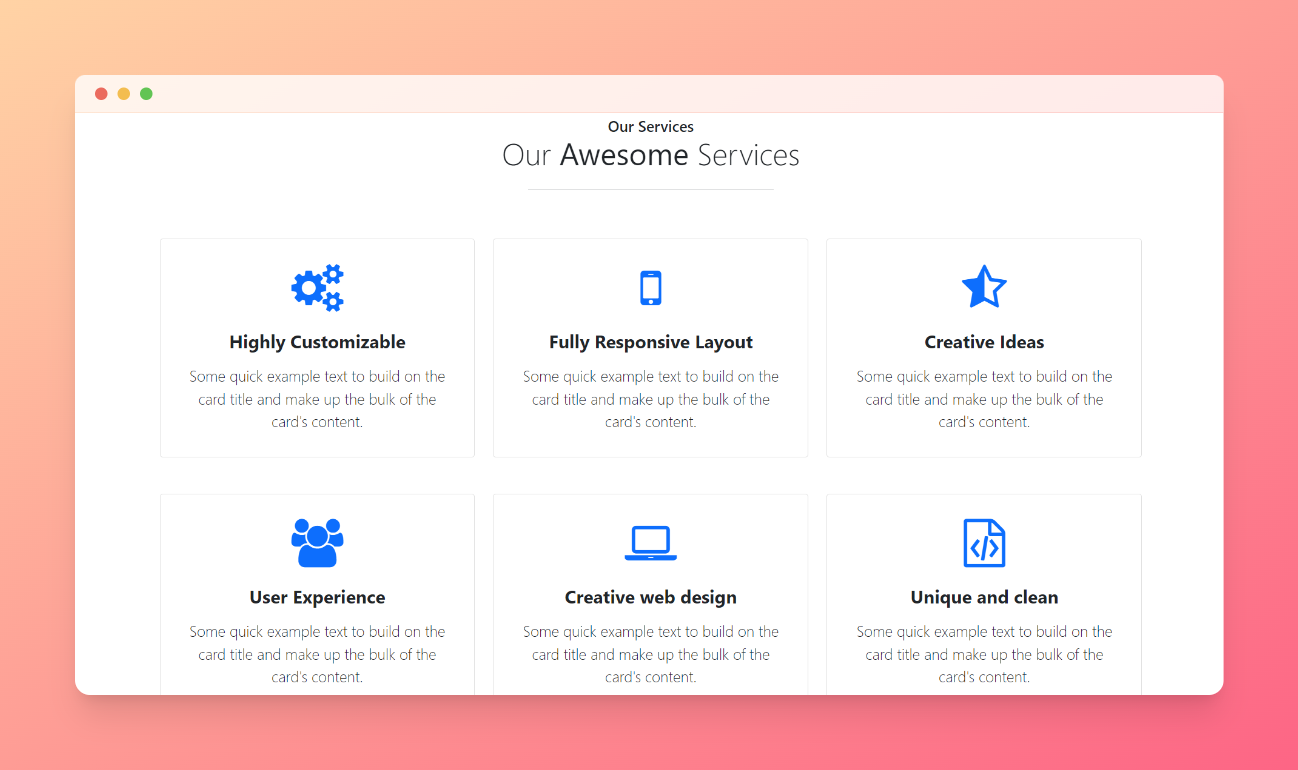 Our Services
Our Awesome Services
Highly Customizable
Some quick example text to build on the
card title and make up the bulk of the
card's content.
Fully Responsive Layout
Some quick example text to build on the
card title and make up the bulk of the
card's content.
Creative Ideas
Some quick example text to build on the
card title and make up the bulk of the
card's content.
User Experience
Some quick example text to build on the
card title and make up the bulk of the
card's content.
Creative web design
Some quick example text to build on the
card title and make up the bulk of the
card's content.
Unique and clean
Some quick example text to build on the
card title and make up the bulk of the
card's content.